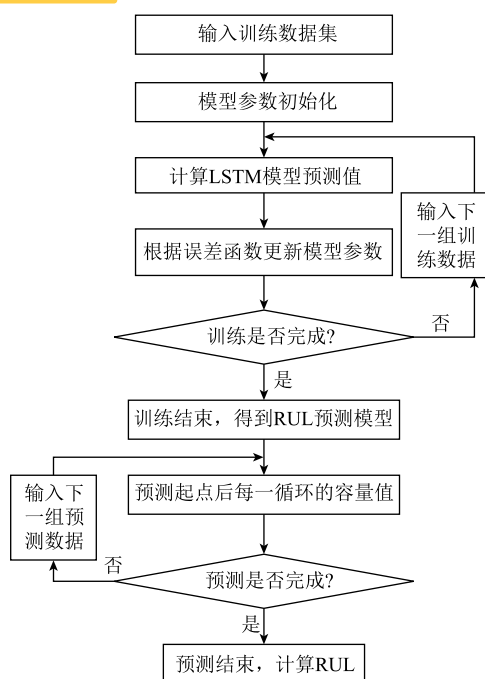 输入训练数据集
模型参数初始化
计算LSTM模型预测值
输入下
一组训
练数据
根据误差函数更新模型参数
训练是否完成?
否
是
训练结束，得到RUL预测模型
输入下
一组预
测数据
预测起点后每一循环的容量值
否
预测是否完成?
是
预测结束，计算RUL